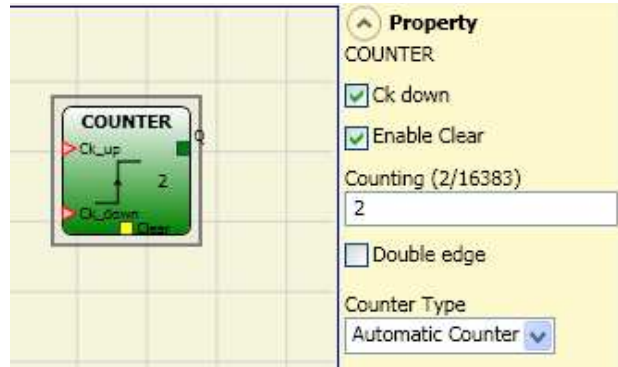 Property
COUNTER
Ck down
Enable Clear
Counting (2/16383)
2
Double edge
Counter Type
Automatic Counter
COUNTER
Q
Ck_up
2
Ck_down
Clear